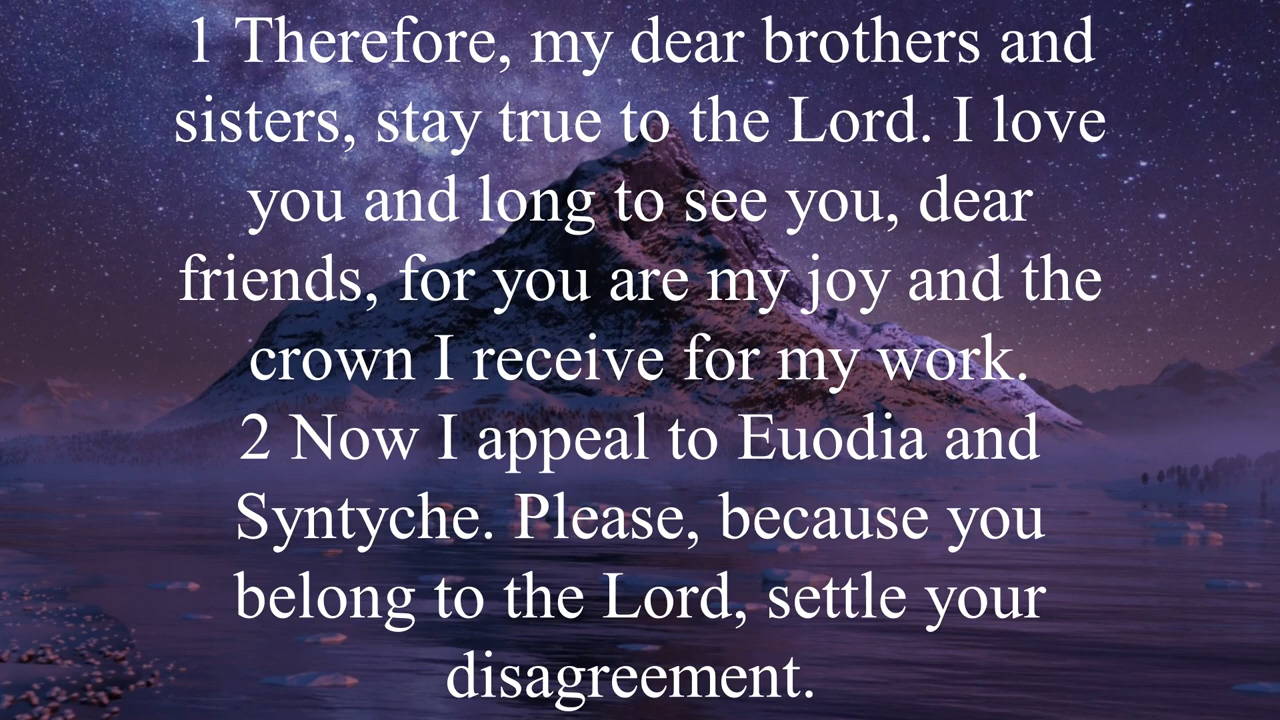 1 Therefore, my dear brothers and
sisters, stay true to the Lord. I love
you and long to see you, dear
friends, for you are my joy and the
crown I receive for my work.
2 Now I appeal to Euodia and
Syntyche. Please, because you
belong to the Lord, settle your
disagreement.